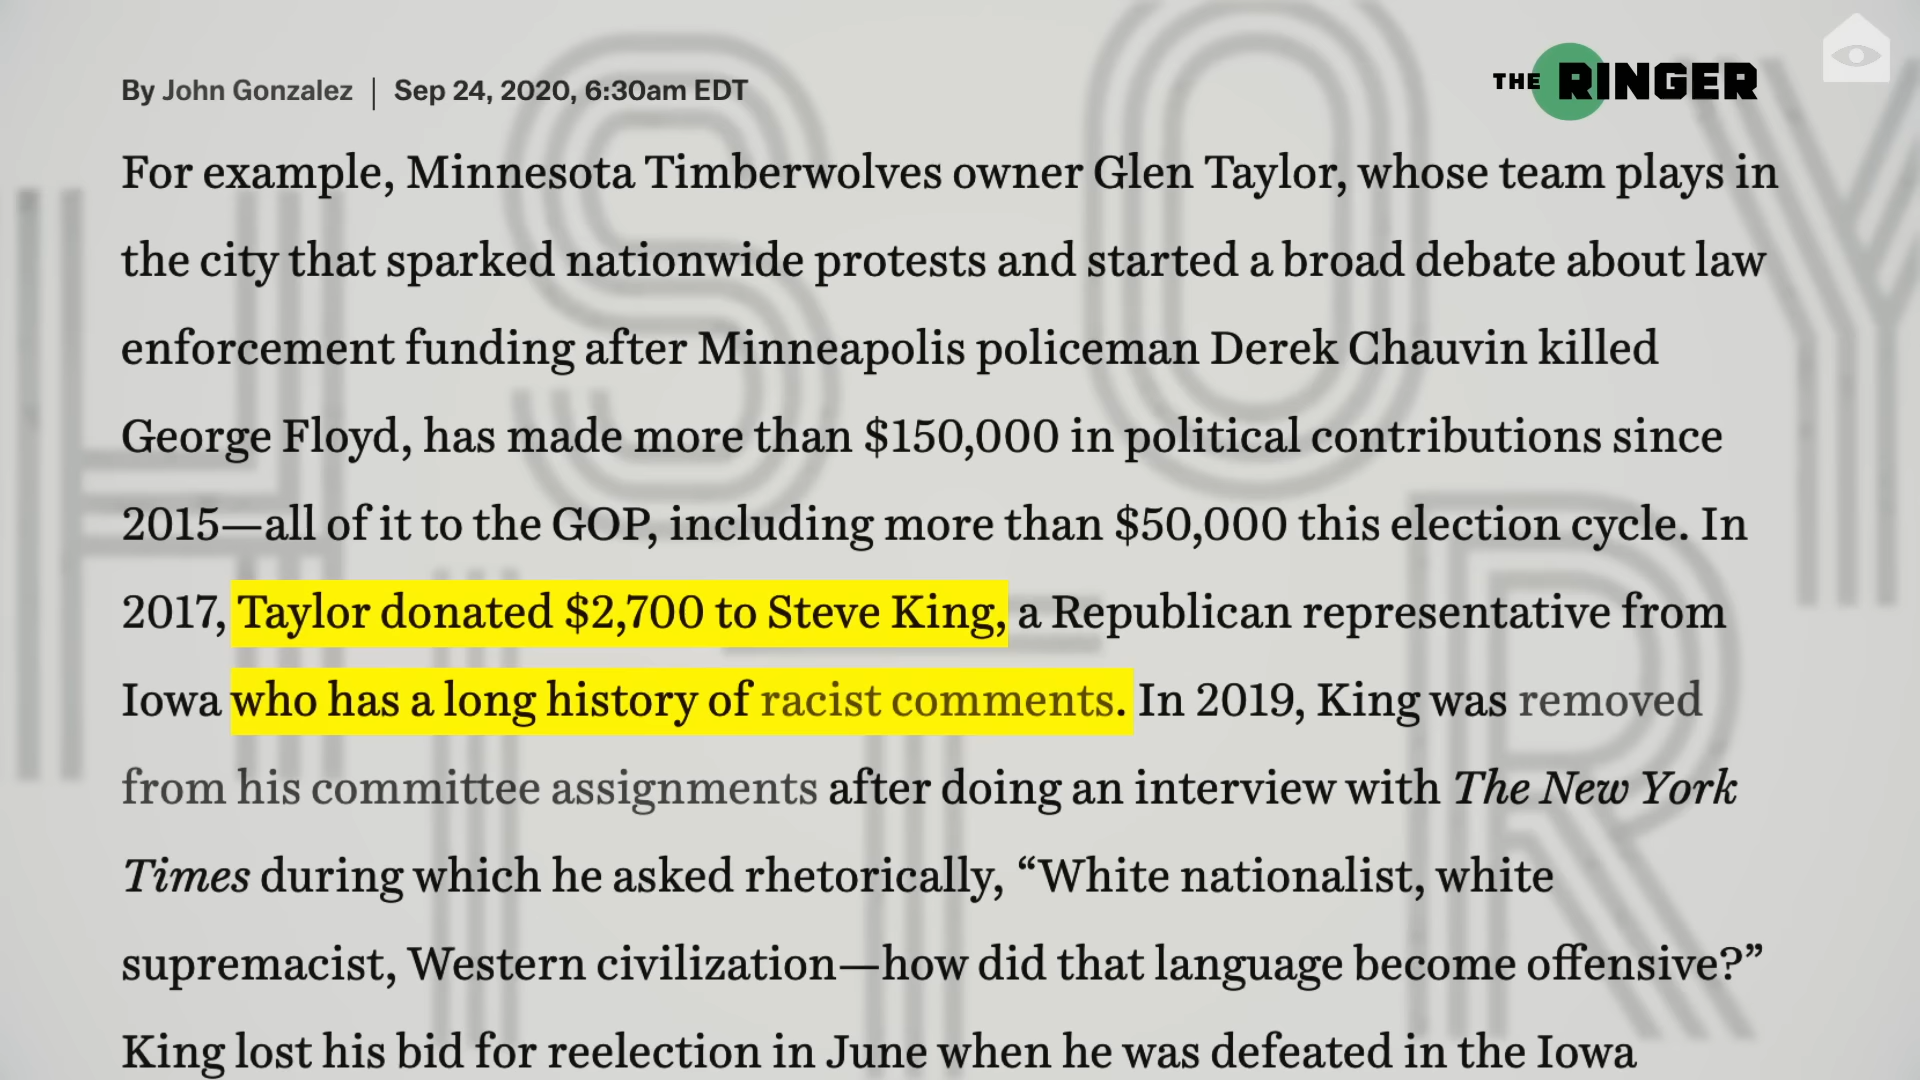 By John Gonzalez | Sep 24, 2020, 6:30am EDT
THE RINGER
For example, Minnesota Timberwolves owner Glen Taylor, whose team plays in
the city that sparked nationwide protests and started a broad debate about law
enforcement funding after Minneapolis policeman Derek Chauvin killed
George Floyd, has made more than $150,000 in political contributions since
2015—all of it to the GOP, including more than $50,000 this election cycle. In
2017, Taylor donated $2,700 to Steve King, a Republican representative from
Iowa who has a long history of racist comments. In 2019, King was removed
from his committee assignments after doing an interview with The New York
Times during which he asked rhetorically, “White nationalist, white
supremacist, Western civilization—how did that language become offensive?”
King lost his bid for reelection in June when he was defeated in the Iowa
HISTORY